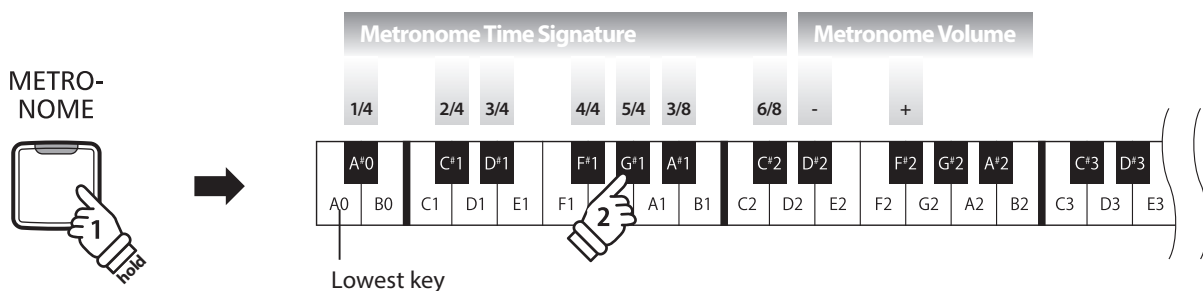 Metronome Time Signature
Metronome Volume
METRO-
NOME
1/4
2/4
3/4
4/4
5/4
3/8
6/8
-
+
A#0
C#1
D#1
F#1
G#1
A#1
C#2
D#2
F#2
G#2
A#2
C#3
D#3
A0
B0
C1
D1
E1
F1
A1
B1
C2
D2
E2
F2
G2
A2
B2
C3
D3
E3
1
hold
2
Lowest key